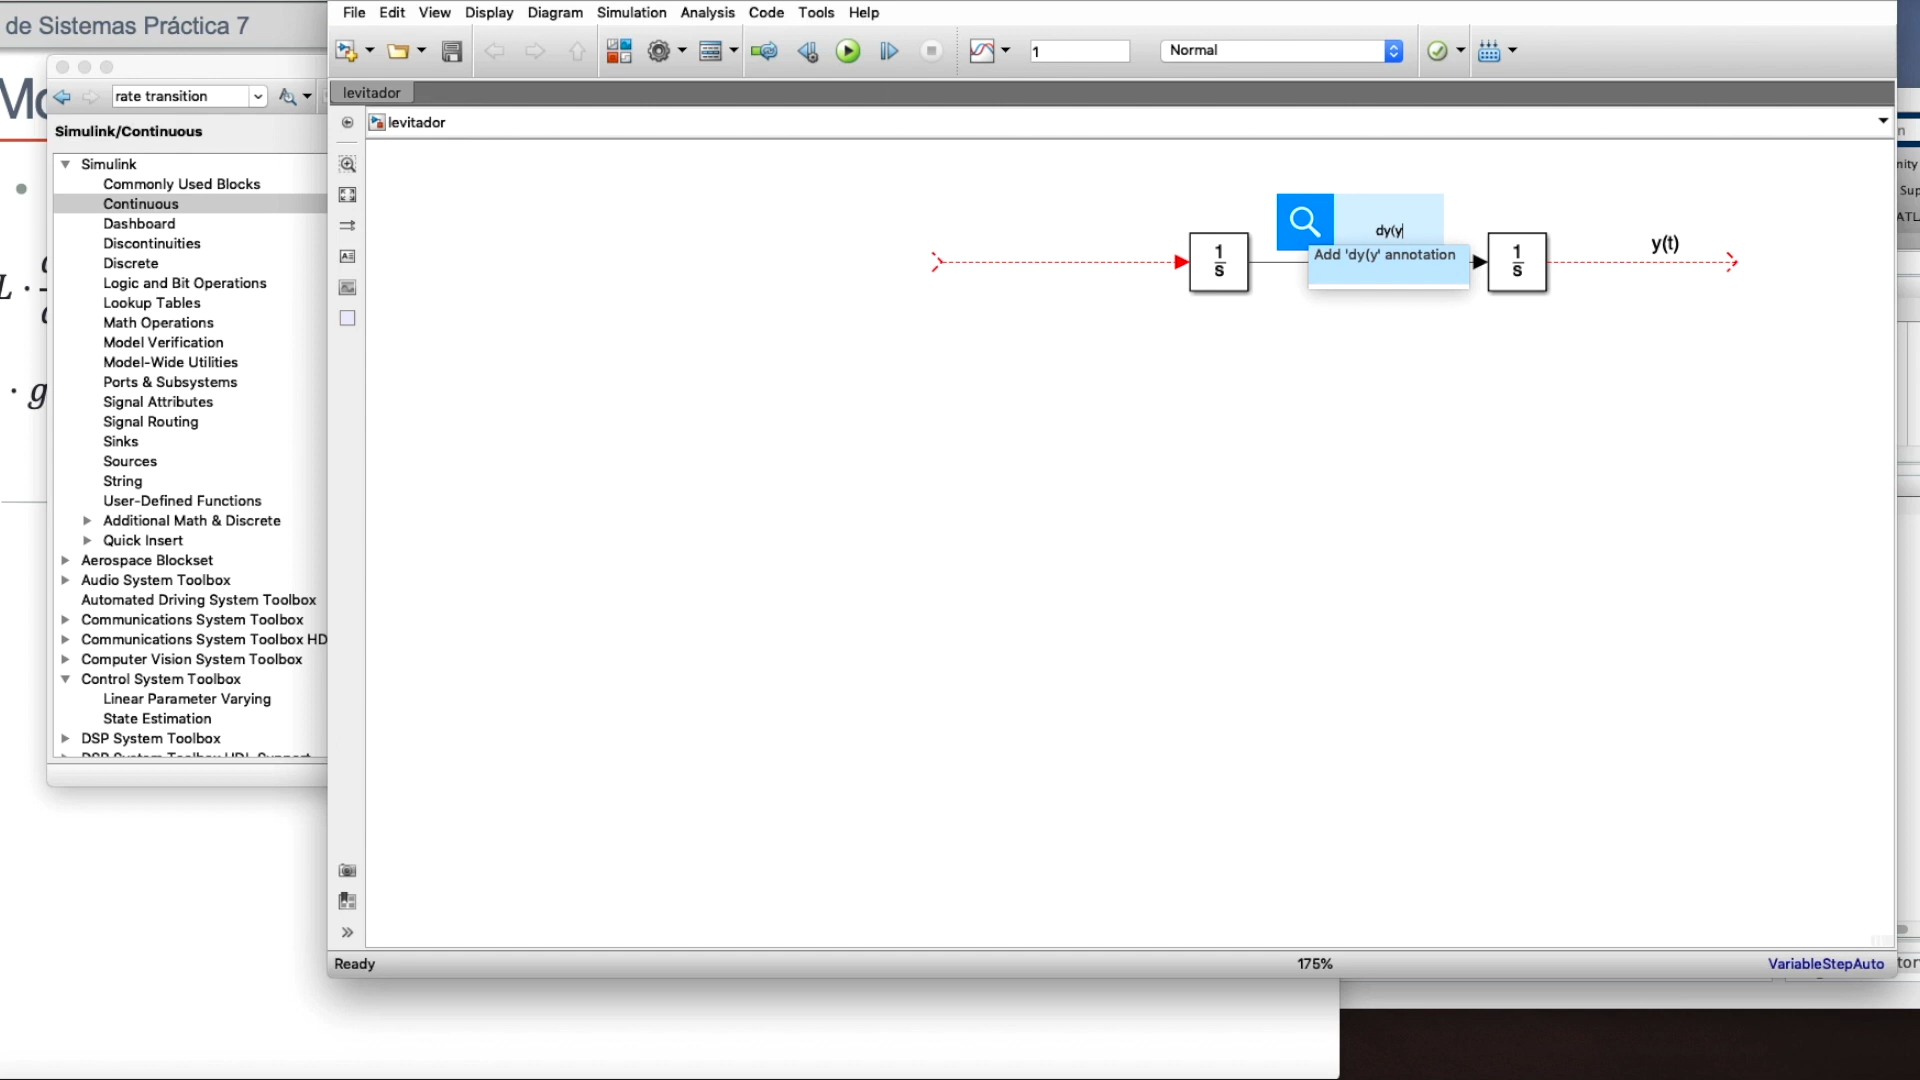 de Sistemas Práctica 7
File Edit View Display Diagram Simulation Analysis Code Tools Help
1 Normal
levitador
levitador
rate transition
Simulink/Continuous
Simulink
Commonly Used Blocks
Continuous
Dashboard
Discontinuities
Discrete
Logic and Bit Operations
Lookup Tables
Math Operations
Model Verification
Model-Wide Utilities
Ports & Subsystems
Signal Attributes
Signal Routing
Sinks
Sources
String
User-Defined Functions
Additional Math & Discrete
Quick Insert
Aerospace Blockset
Audio System Toolbox
Automated Driving System Toolbox
Communications System Toolbox
Communications System Toolbox HD
Computer Vision System Toolbox
Control System Toolbox
Linear Parameter Varying
State Estimation
DSP System Toolbox
L ·
· g
dy(y
Add 'dy(y' annotation
1
s
1
s
y(t)
Ready 175% VariableStepAuto